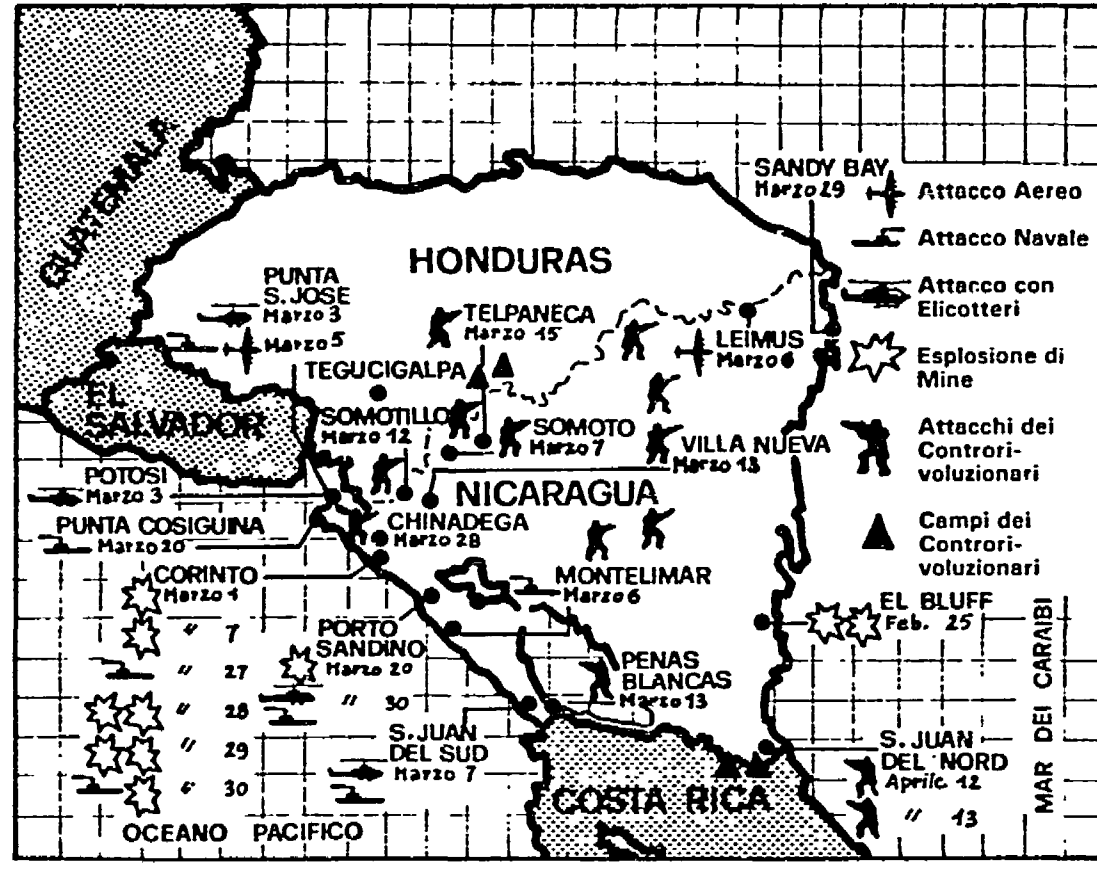 GUATEMALA
HONDURAS
SANDY BAY
Marzo 29
Attacco Aereo
Attacco Navale
Attacco con
Elicotteri
Esplosione di
Mine
Attacchi dei
Controri-
voluzionari
Campi dei
Controri-
voluzionari
PUNTA
S. JOSE
Marzo 3
Marzo 5
TELPANECA
Marzo 15
LEIMUS
Marzo 6
TEGUCIGALPA
EL
SALVADOR
SOMOTILLO
Marzo 12
SOMOTO
Marzo 7
VILLA NUEVA
Marzo 13
POTOSI
Marzo 3
NICARAGUA
PUNTA COSIGUINA
Marzo 20
CHINADEGA
Marzo 28
CORINTO
Marzo 1
" 7
" 27
" 28
" 29
" 30
MONTELIMAR
Marzo 6
EL BLUFF
Feb. 25
PORTO
SANDINO
Marzo 20
" 30
PENAS
BLANCAS
Marzo 13
S. JUAN
DEL SUD
Marzo 7
S. JUAN
DEL NORD
Aprile 12
" 13
COSTA RICA
OCEANO PACIFICO
MAR DEI CARAIBI